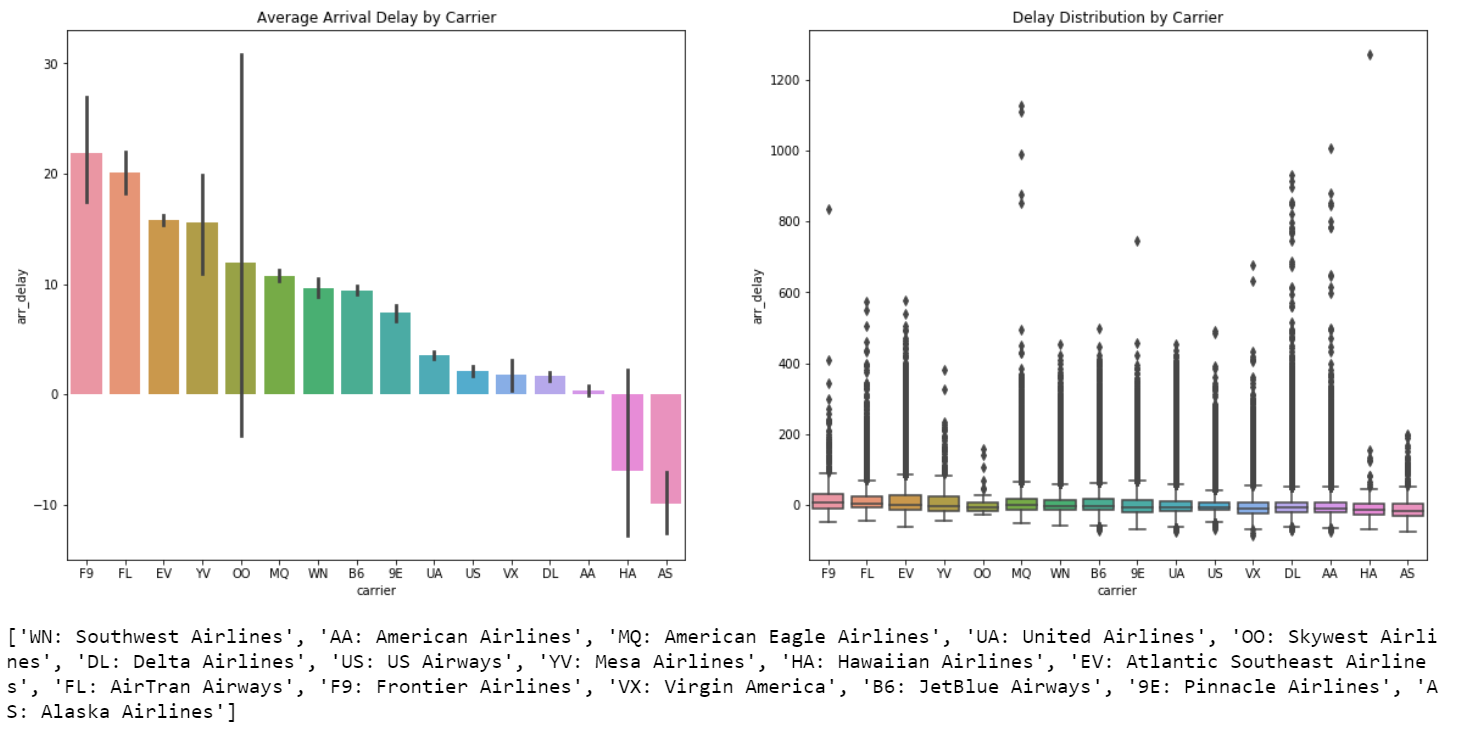 Average Arrival Delay by Carrier
30
20
10
0
−10
arr_delay
F9 FL EV YV OO MQ WN B6 9E UA US VX DL AA HA AS
carrier
Delay Distribution by Carrier
1200
1000
800
600
400
200
0
arr_delay
F9 FL EV YV OO MQ WN B6 9E UA US VX DL AA HA AS
carrier
['WN: Southwest Airlines', 'AA: American Airlines', 'MQ: American Eagle Airlines', 'UA: United Airlines', 'OO: Skywest Airli
nes', 'DL: Delta Airlines', 'US: US Airways', 'YV: Mesa Airlines', 'HA: Hawaiian Airlines', 'EV: Atlantic Southeast Airline
s', 'FL: AirTran Airways', 'F9: Frontier Airlines', 'VX: Virgin America', 'B6: JetBlue Airways', '9E: Pinnacle Airlines', 'A
S: Alaska Airlines']